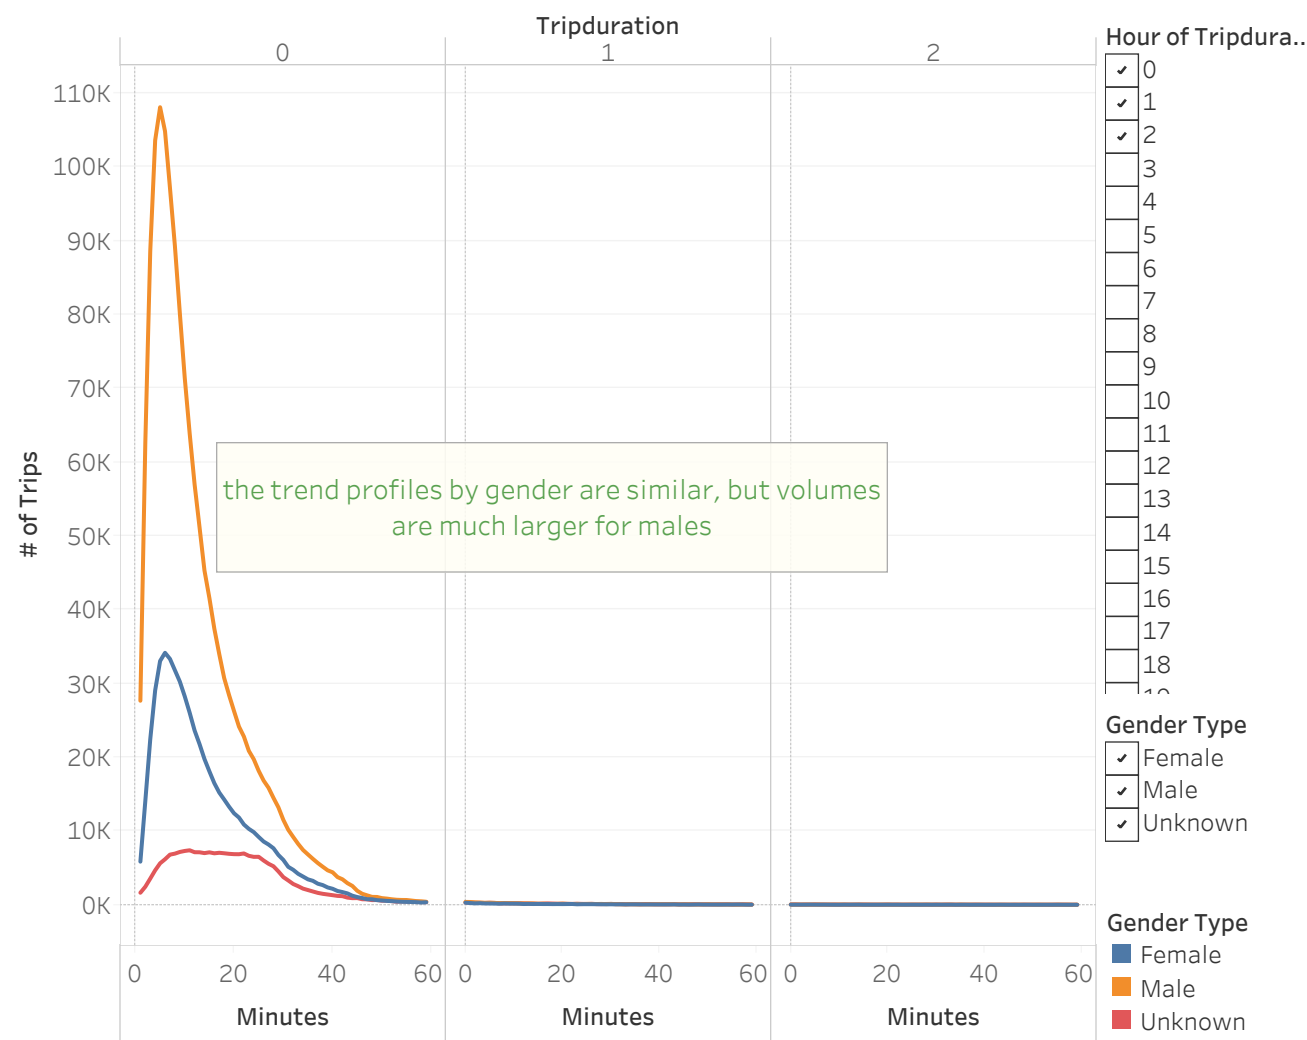 Tripduration
0 1 2
110K
100K
90K
80K
70K
60K
50K
40K
30K
20K
10K
0K
# of Trips
the trend profiles by gender are similar, but volumes
are much larger for males
0 20 40 60 0 20 40 60 0 20 40 60
Minutes Minutes Minutes
Hour of Tripdura..
0
1
2
3
4
5
6
7
8
9
10
11
12
13
14
15
16
17
18
Gender Type
Female
Male
Unknown
Gender Type
Female
Male
Unknown